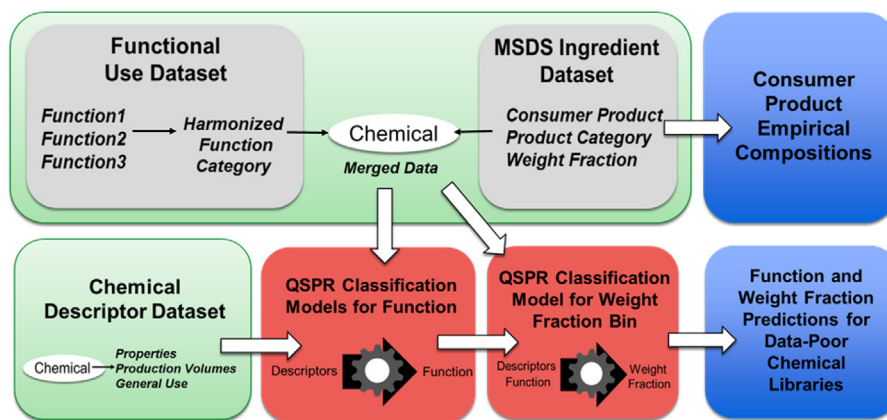 Functional
Use Dataset
Function1
Function2
Function3
Harmonized
Function
Category
Chemical
Merged Data
MSDS Ingredient
Dataset
Consumer Product
Product Category
Weight Fraction
Consumer
Product
Empirical
Compositions
Chemical
Descriptor Dataset
Chemical
Properties
Production Volumes
General Use
QSPR Classification
Models for Function
Descriptors
Function
QSPR Classification
Model for Weight
Fraction Bin
Descriptors
Function
Weight
Fraction
Function and
Weight Fraction
Predictions for
Data-Poor
Chemical
Libraries